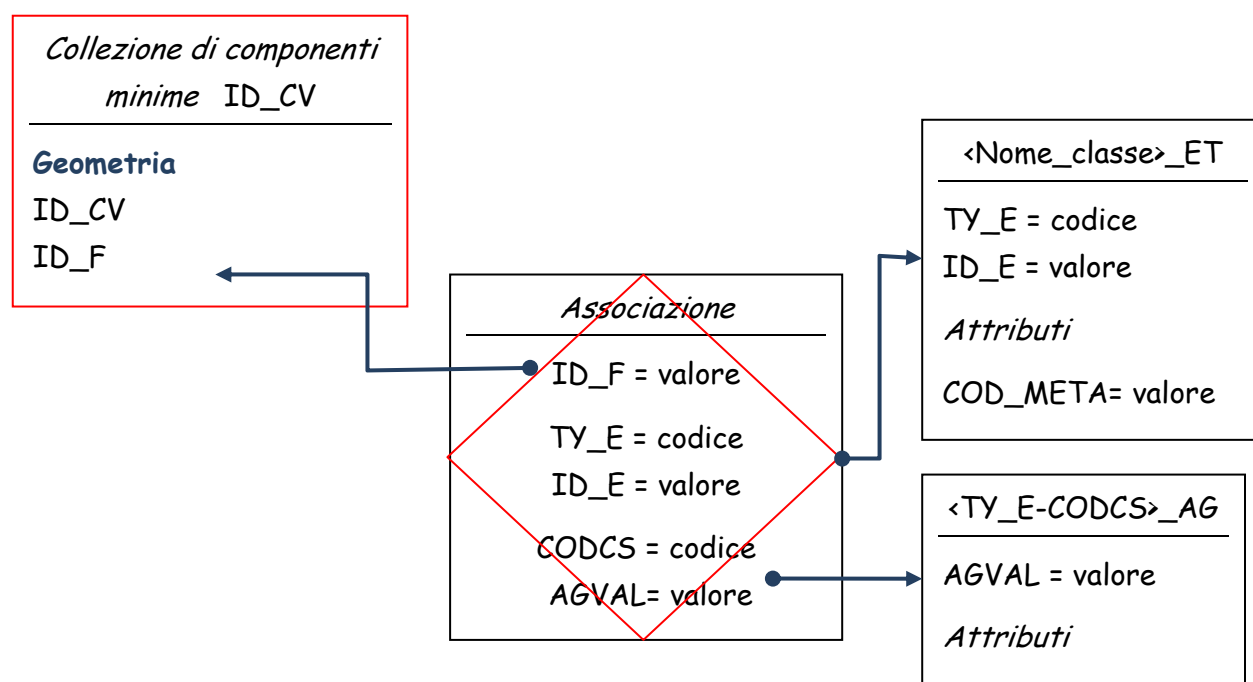 Collezione di componenti
minime ID_CV
Geometria
ID_CV
ID_F
Associazione
ID_F = valore
TY_E = codice
ID_E = valore
CODCS = codice
AGVAL= valore
<Nome_classe>_ET
TY_E = codice
ID_E = valore
Attributi
COD_META= valore
<TY_E-CODCS>_AG
AGVAL = valore
Attributi